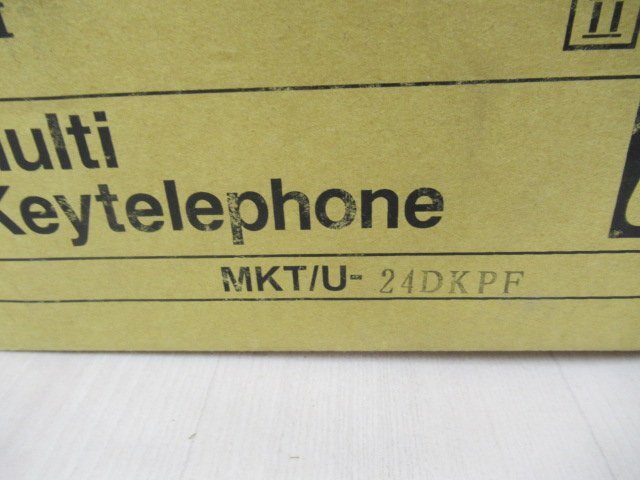 ulti
Keytelephone
MKT/U- 24DKPF